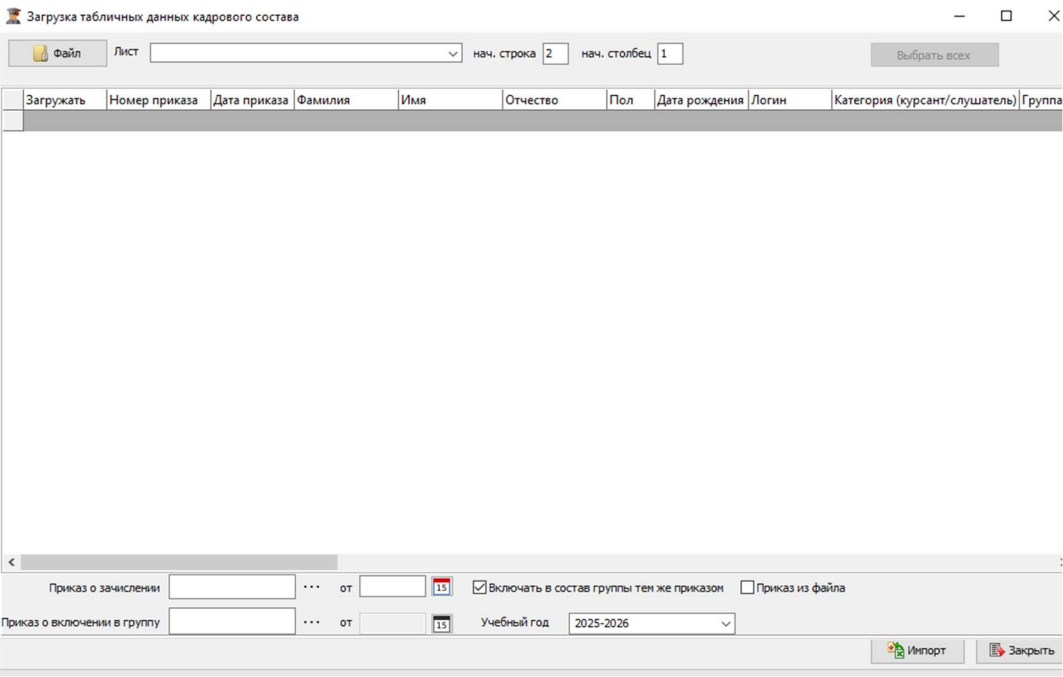 Загрузка табличных данных кадрового состава
Файл Лист нач. строка 2 нач. столбец 1 Выбрать всех
Загружать Номер приказа Дата приказа Фамилия Имя Отчество Пол Дата рождения Логин Категория (курсант/слушатель) Группа
Приказ о зачислении ... от 15 Включать в состав группы тем же приказом Приказ из файла
Приказ о включении в группу ... от 15 Учебный год 2025-2026
Импорт Закрыть